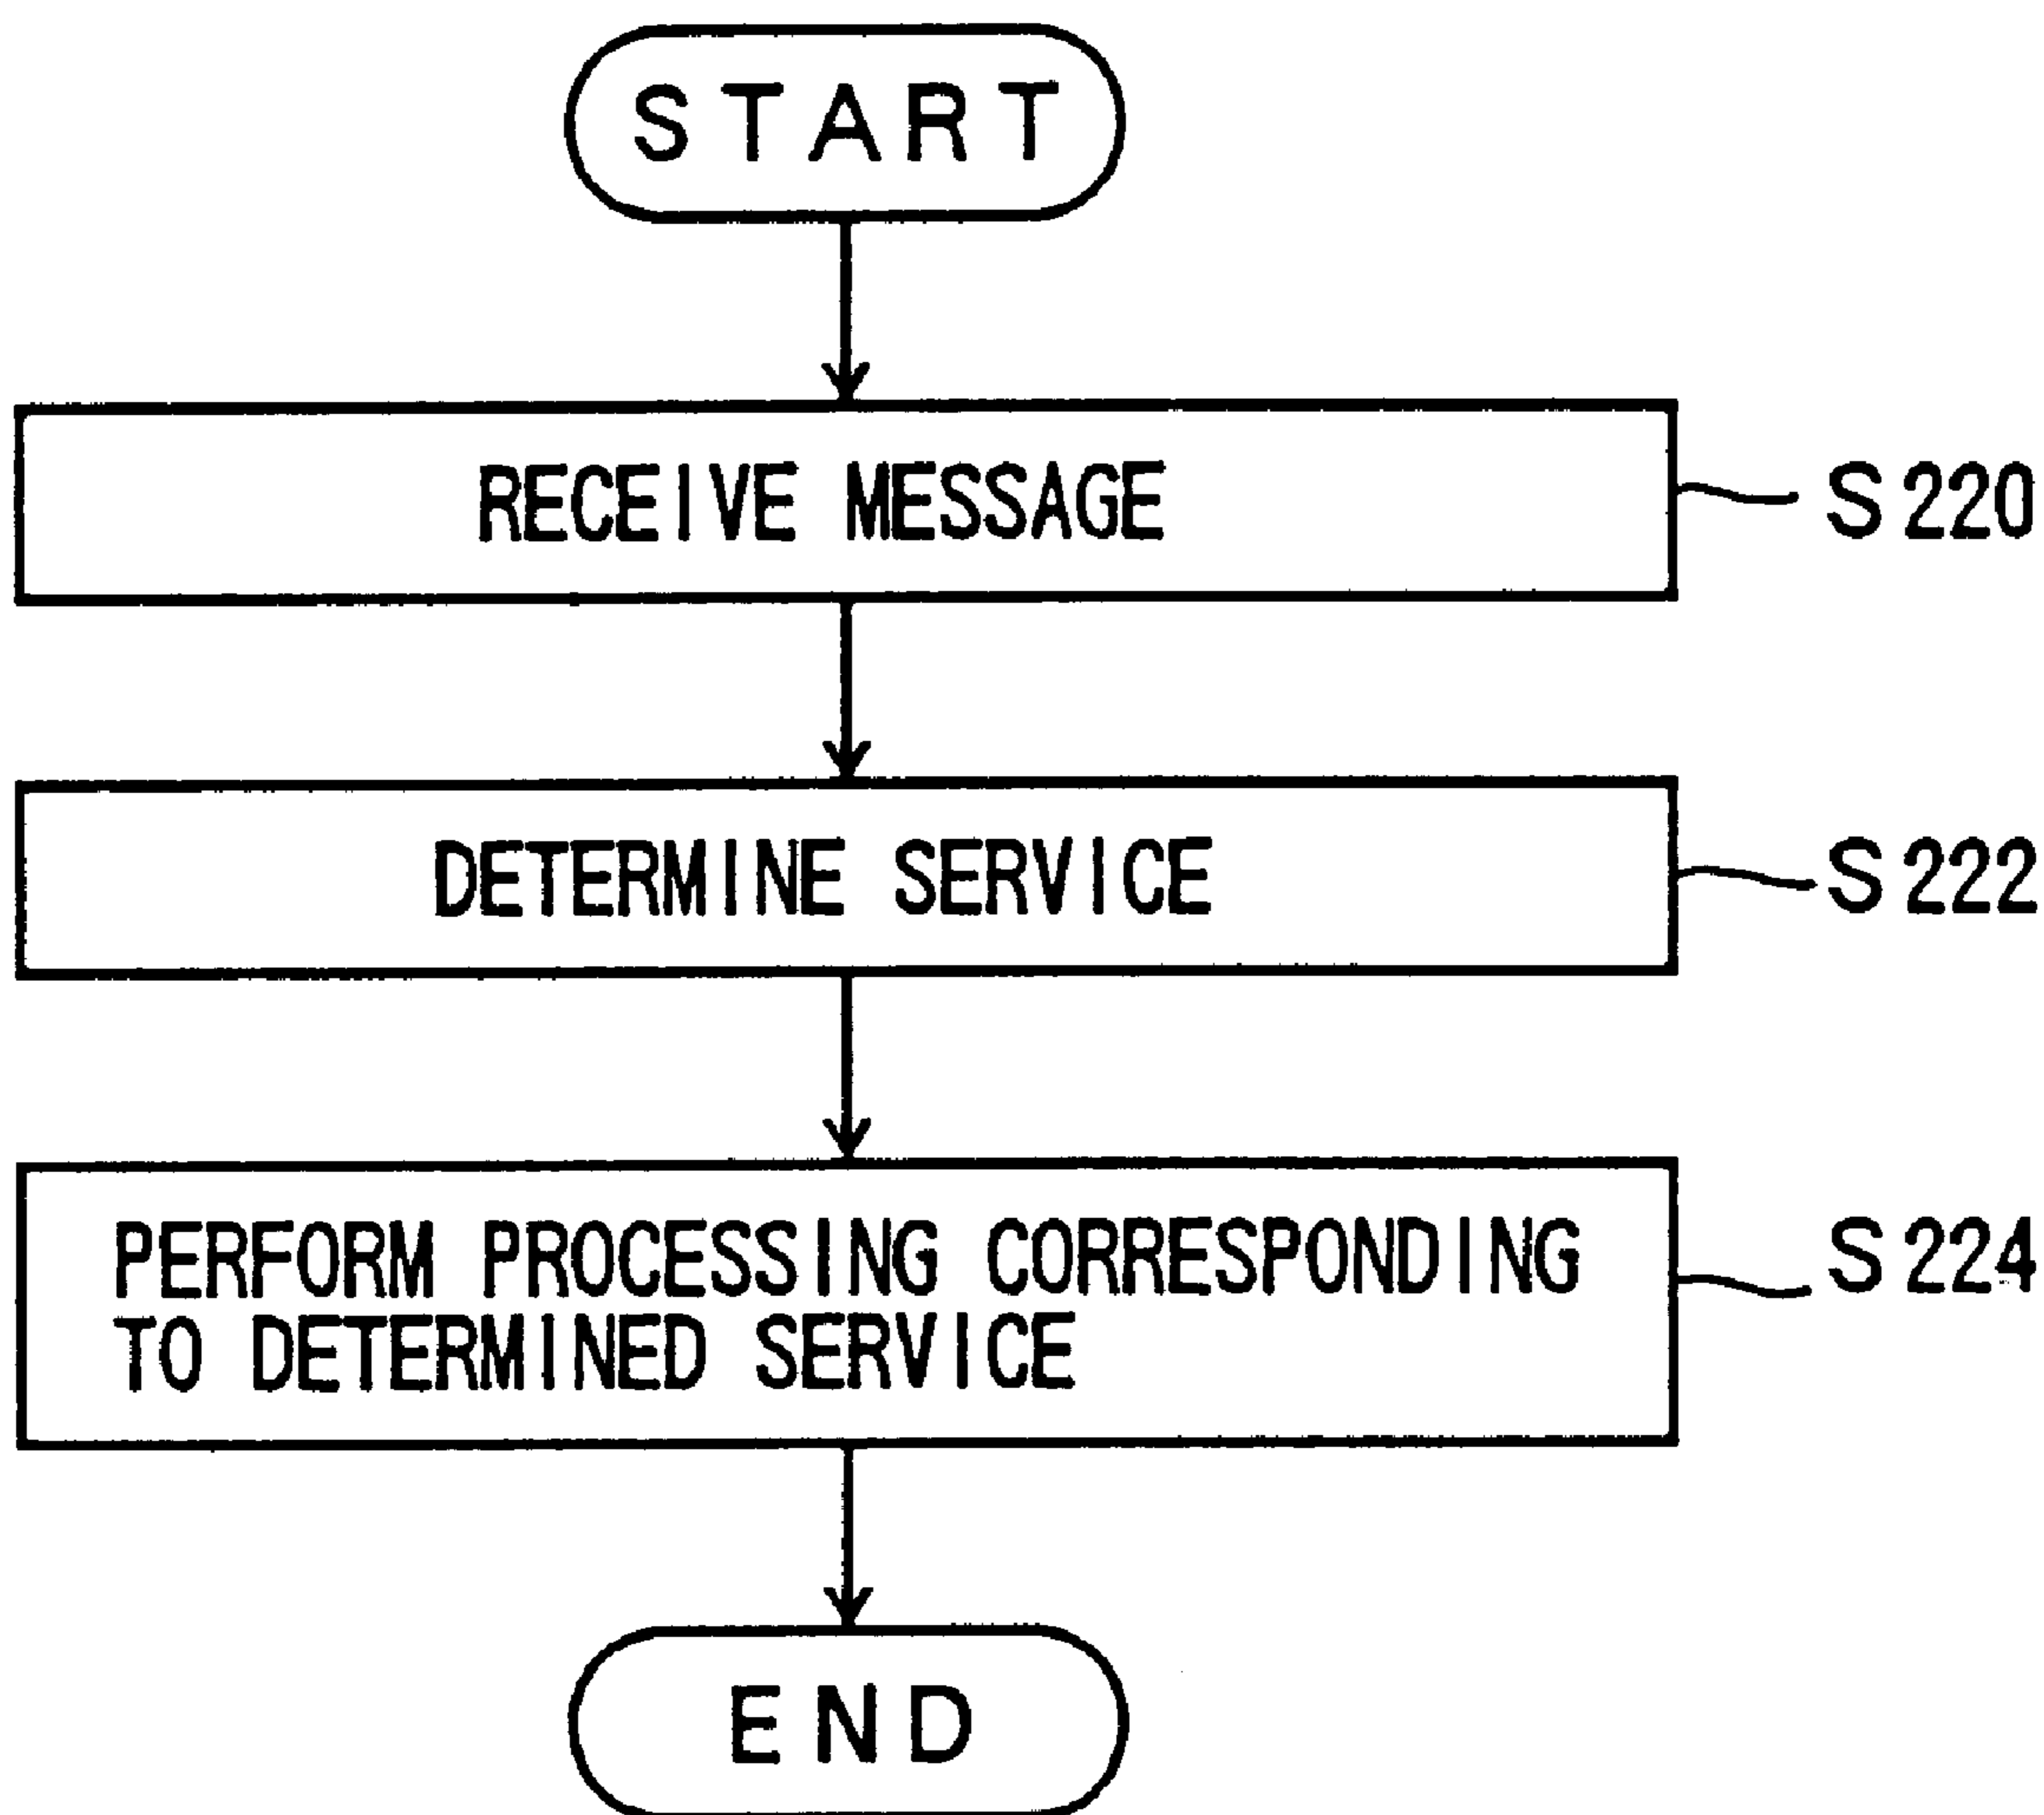 START
RECEIVE MESSAGE
S220
DETERMINE SERVICE
S222
PERFORM PROCESSING CORRESPONDING
TO DETERMINED SERVICE
S224
END